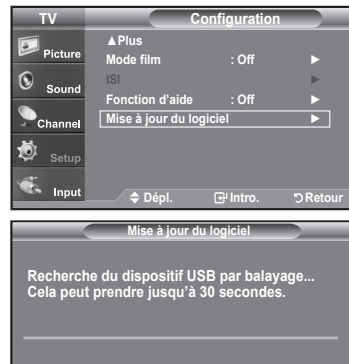 TV
Configuration
Picture
Sound
Channel
Setup
Input
▲Plus
Mode film : Off ►
ISI ►
Fonction d'aide : Off ►
Mise à jour du logiciel ►
Dépl. Intro. Retour
Mise à jour du logiciel
Recherche du dispositif USB par balayage...
Cela peut prendre jusqu'à 30 secondes.